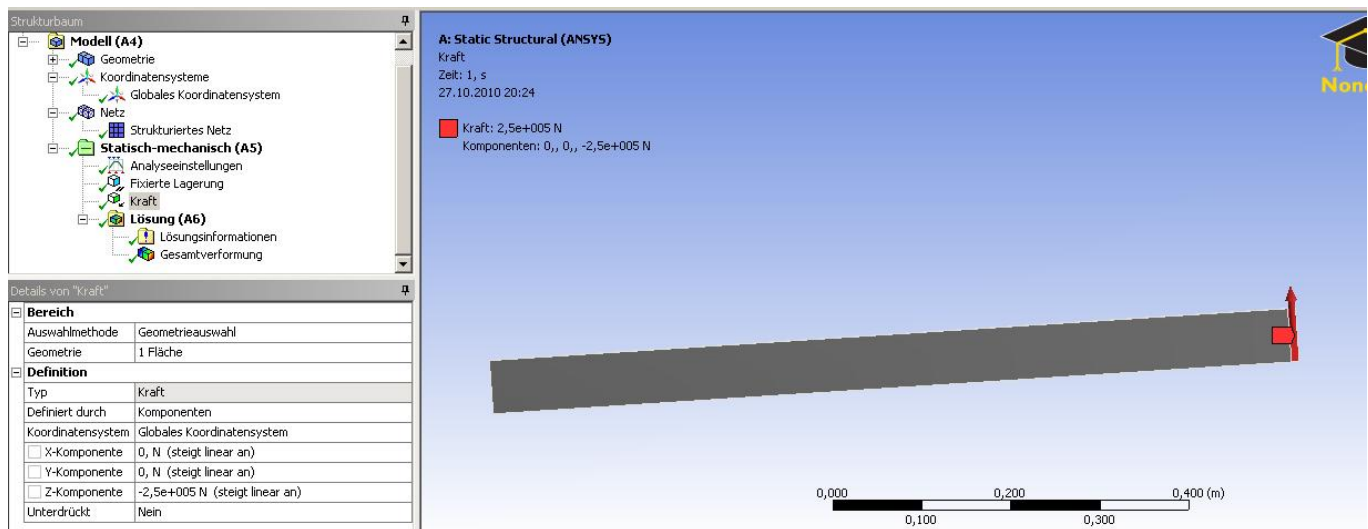 Strukturbaum
Modell (A4)
Geometrie
Koordinatensysteme
Globales Koordinatensystem
Netz
Strukturiertes Netz
Statisch-mechanisch (A5)
Analyseeinstellungen
Fixierte Lagerung
Kraft
Lösung (A6)
Lösungsinformationen
Gesamtverformung
Details von "Kraft"
Bereich
Auswahlmethode Geometrieauswahl
Geometrie 1 Fläche
Definition
Typ Kraft
Definiert durch Komponenten
Koordinatensystem Globales Koordinatensystem
X-Komponente 0, N (steigt linear an)
Y-Komponente 0, N (steigt linear an)
Z-Komponente -2,5e+005 N (steigt linear an)
Unterdrückt Nein
A: Static Structural (ANSYS)
Kraft
Zeit: 1, s
27.10.2010 20:24
Kraft: 2,5e+005 N
Komponenten: 0,, 0,, -2,5e+005 N
0,000 0,200 0,400 (m)
0,100 0,300